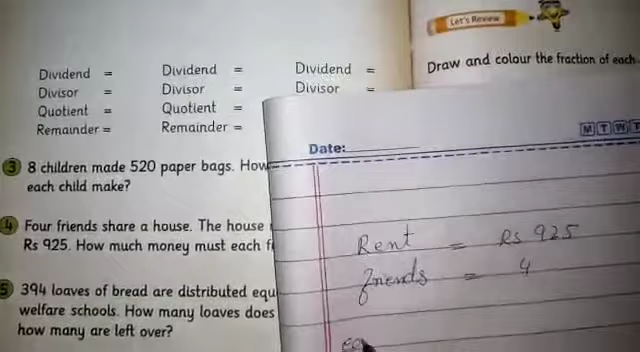 Let's Review
Draw and colour the fraction of each
Dividend = Dividend = Dividend =
Divisor = Divisor = Divisor =
Quotient = Quotient =
Remainder = Remainder =
M T W T
Date:
3 8 children made 520 paper bags. How
each child make?
4 Four friends share a house. The house
Rs 925. How much money must each
5 394 loaves of bread are distributed
welfare schools. How many loaves does
how many are left over?
Rent = Rs 925
friends = 4